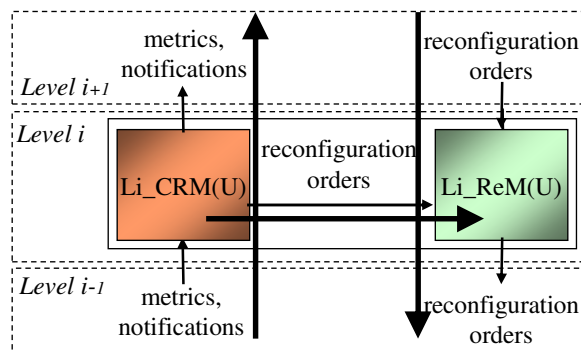 metrics,
notifications
reconfiguration
orders
Level i+1
Level i
reconfiguration
orders
Li_CRM(U)
Li_ReM(U)
Level i-1
metrics,
notifications
reconfiguration
orders